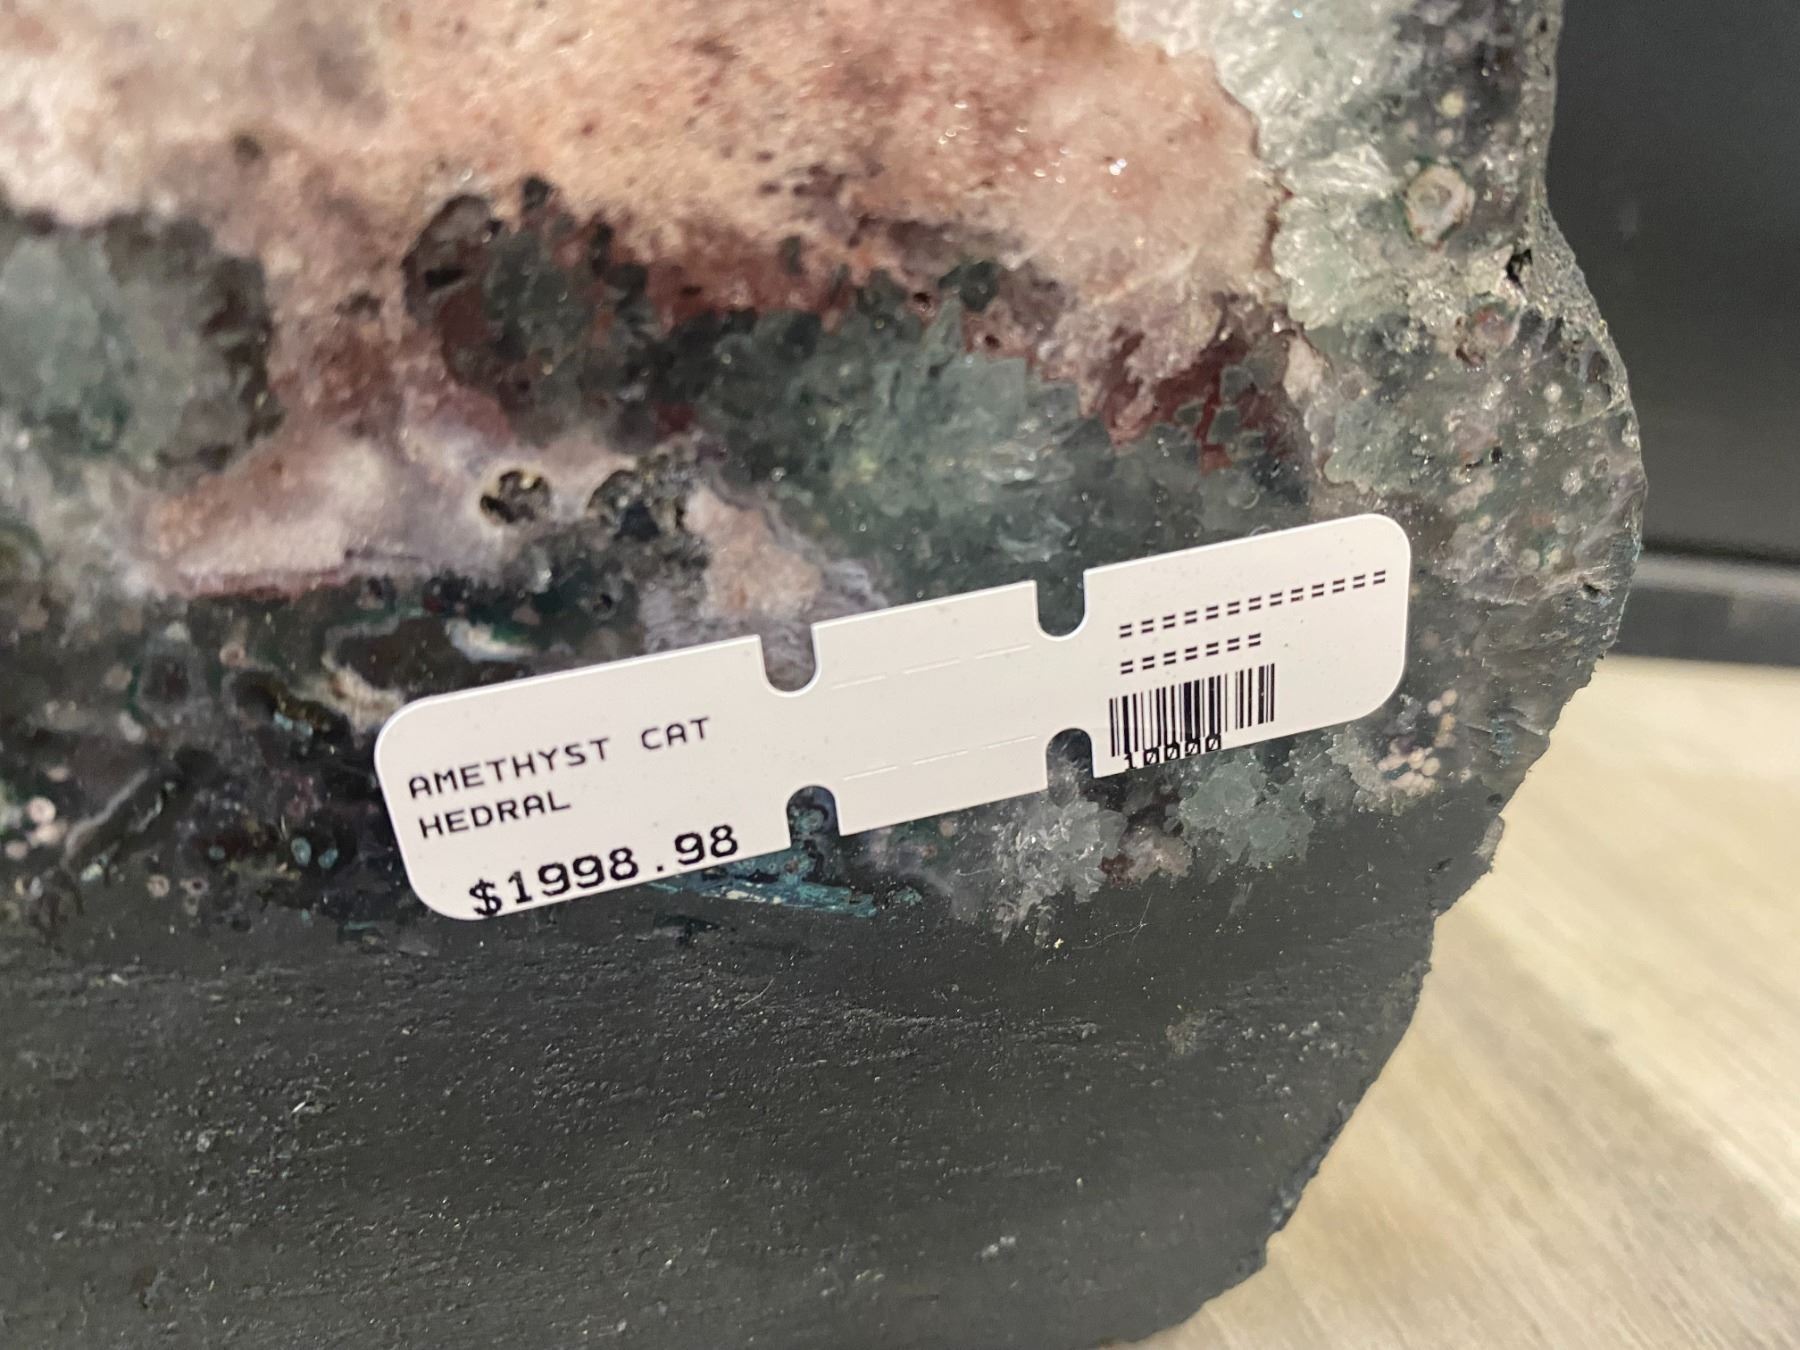 AMETHYST CAT
HEDRAL
$1998.98
=============
=======
10000